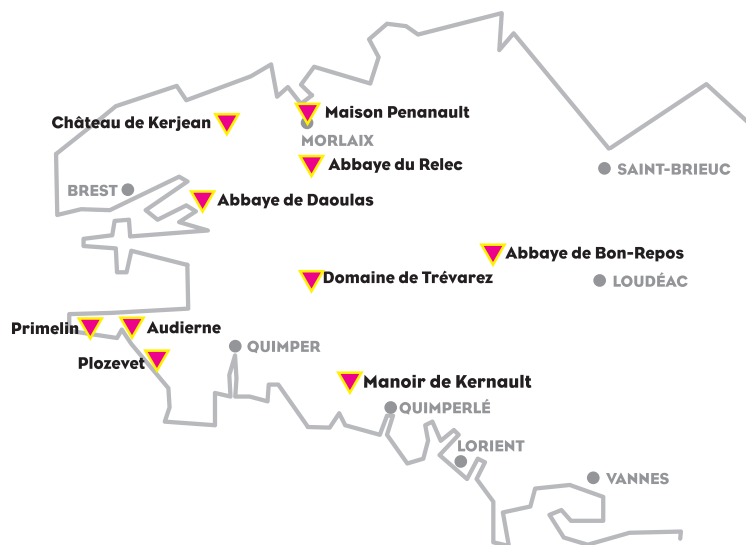 Maison Penanault
Château de Kerjean
MORLAIX
Abbaye du Relec
SAINT-BRIEUC
BREST
Abbaye de Daoulas
Abbaye de Bon-Repos
Domaine de Trévarez
LOUDÉAC
Primelin
Audierne
QUIMPER
Plozevet
Manoir de Kernault
QUIMPERLÉ
LORIENT
VANNES